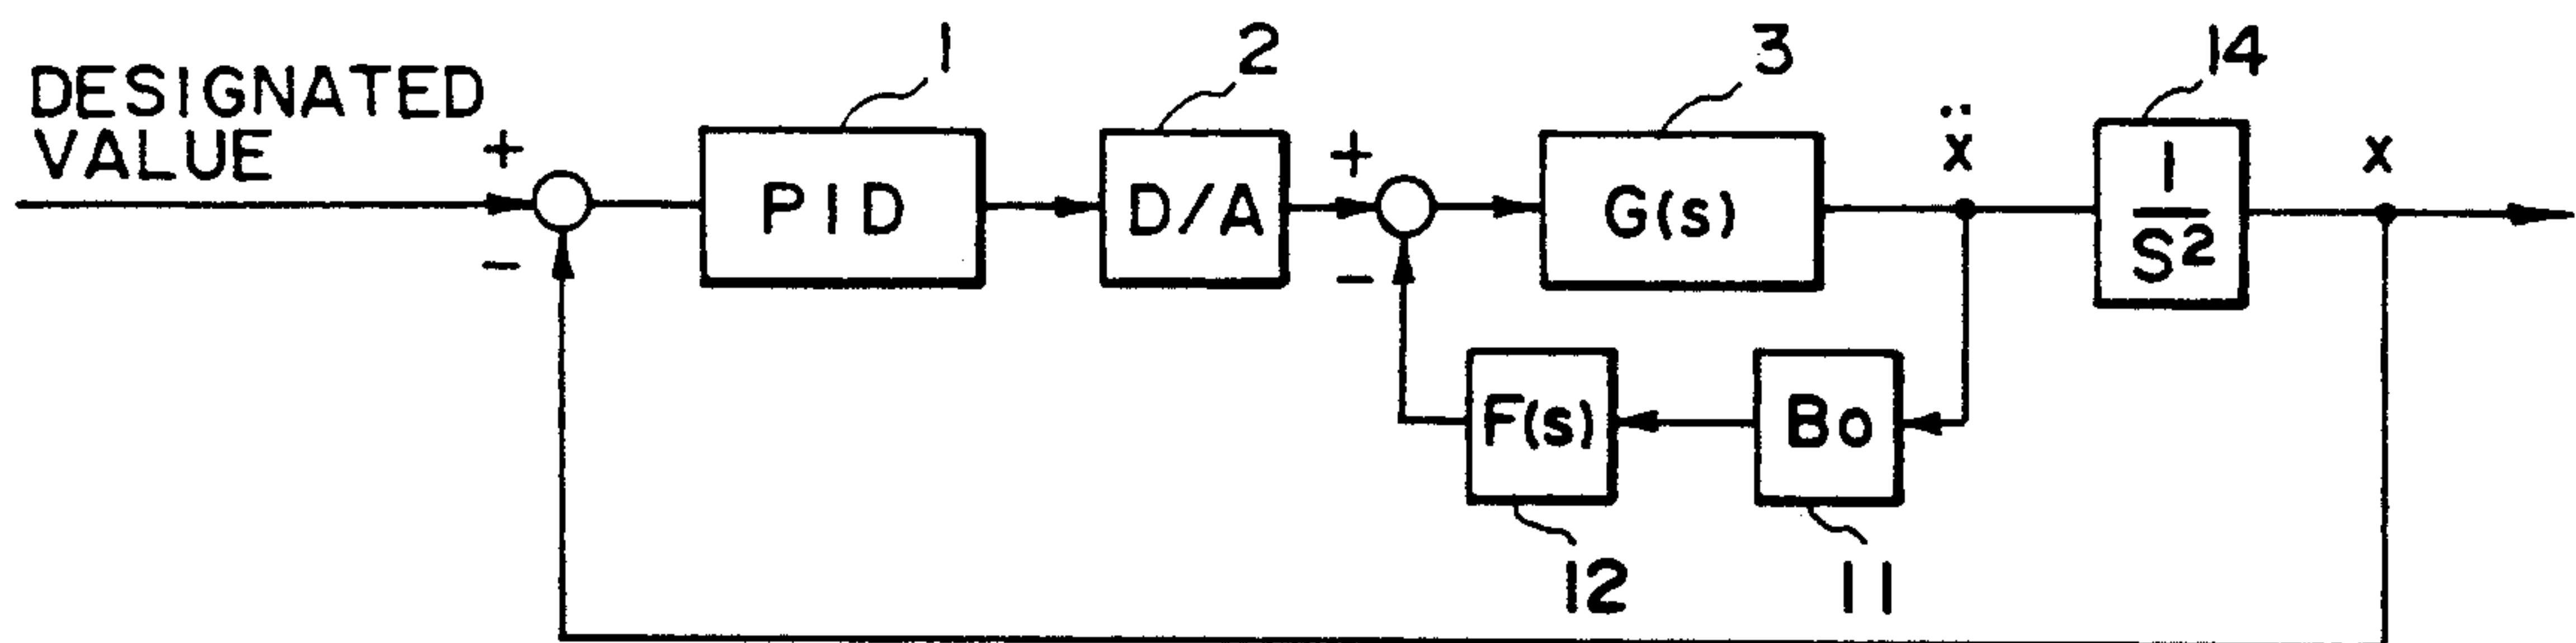 1
2
3
14
DESIGNATED
VALUE
+
−
PID
D/A
+
−
G(s)
ẍ
1
S²
x
F(s)
Bo
12
11